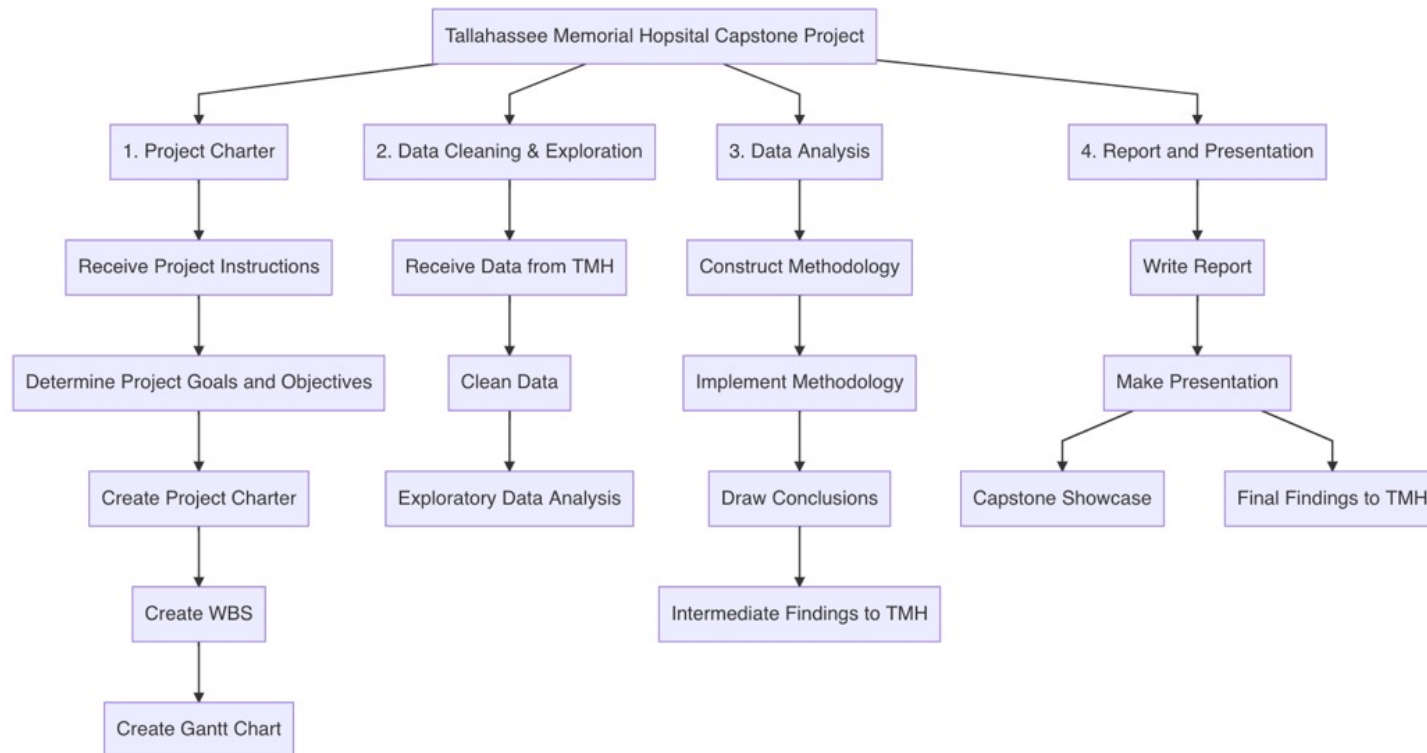 Tallahassee Memorial Hopsital Capstone Project
1. Project Charter
2. Data Cleaning & Exploration
3. Data Analysis
4. Report and Presentation
Receive Project Instructions
Receive Data from TMH
Construct Methodology
Write Report
Determine Project Goals and Objectives
Clean Data
Implement Methodology
Make Presentation
Create Project Charter
Exploratory Data Analysis
Draw Conclusions
Capstone Showcase
Final Findings to TMH
Create WBS
Intermediate Findings to TMH
Create Gantt Chart